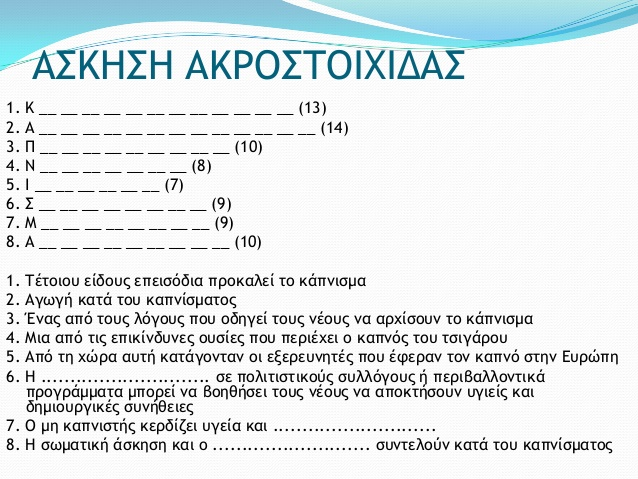 ΑΣΚΗΣΗ ΑΚΡΟΣΤΟΙΧΙΔΑΣ
1. Κ __ __ __ __ __ __ __ __ __ __ __ __ (13)
2. Α __ __ __ __ __ __ __ __ __ __ __ __ __ (14)
3. Π __ __ __ __ __ __ __ __ __ (10)
4. Ν __ __ __ __ __ __ __ (8)
5. Ι __ __ __ __ __ __ (7)
6. Σ __ __ __ __ __ __ __ __ (9)
7. Μ __ __ __ __ __ __ __ __ (9)
8. Α __ __ __ __ __ __ __ __ __ (10)
1. Τέτοιου είδους επεισόδια προκαλεί το κάπνισμα
2. Αγωγή κατά του καπνίσματος
3. Ένας από τους λόγους που οδηγεί τους νέους να αρχίσουν το κάπνισμα
4. Μια από τις επικίνδυνες ουσίες που περιέχει ο καπνός του τσιγάρου
5. Από τη χώρα αυτή κατάγονταν οι εξερευνητές που έφεραν τον καπνό στην Ευρώπη
6. Η ............................. σε πολιτιστικούς συλλόγους ή περιβαλλοντικά
προγράμματα μπορεί να βοηθήσει τους νέους να αποκτήσουν υγιείς και
δημιουργικές συνήθειες
7. Ο μη καπνιστής κερδίζει υγεία και ............................
8. Η σωματική άσκηση και ο ........................... συντελούν κατά του καπνίσματος